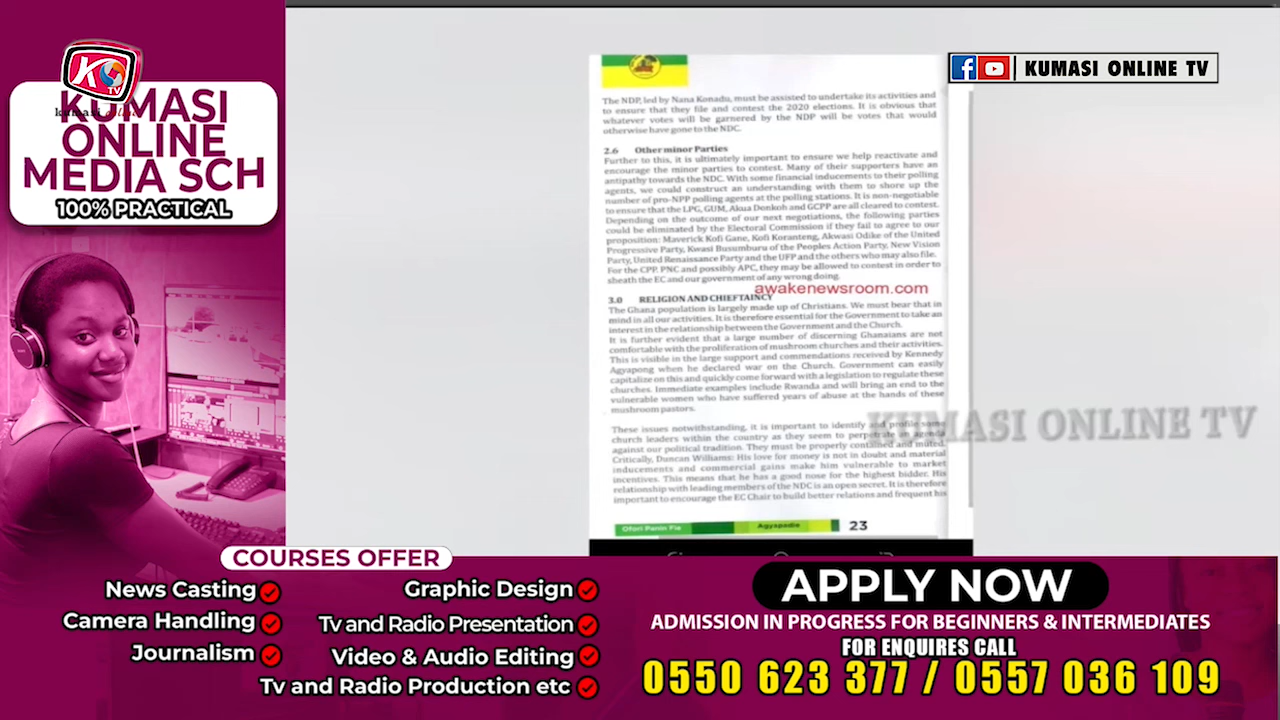 KTV
KUMASI
ONLINE
MEDIA SCH
100% PRACTICAL
KUMASI ONLINE TV
The NDP, led by Nana Konadu, must be assisted to undertake its activities and
to ensure that they file and contest the 2020 elections. It is obvious that
whatever votes will be garnered by the NDP will be votes that would
otherwise have gone to the NDC.
2.6 Other minor Parties
Further to this, it is ultimately important to ensure we help reactivate and
encourage the minor parties to contest. Many of their supporters have an
antipathy towards the NDC. With some financial inducements to their polling
agents, we could construct an understanding with them to shore up the
number of pro-NPP polling agents at the polling stations. It is non-negotiable
to ensure that the LPG, GUM, Akua Donkoh and GCPP are all cleared to contest.
Depending on the outcome of our next negotiations, the following parties
could be eliminated by the Electoral Commission if they fail to agree to our
proposition: Maverick Kofi Gane, Kofi Koranteng, Akwasi Odike of the United
Progressive Party, Kwasi Busumburu of the Peoples Action Party, New Vision
Party, United Renaissance Party and the UFP and the others who may also file.
For the CPP, PNC and possibly APC, they may be allowed to contest in order to
sheath the EC and our government of any wrong doing.
awakenewsroom.com
3.0 RELIGION AND CHIEFTAINCY
The Ghana population is largely made up of Christians. We must bear that in
mind in all our activities. It is therefore essential for the Government to take an
interest in the relationship between the Government and the Church.
It is further evident that a large number of discerning Ghanaians are not
comfortable with the proliferation of mushroom churches and their activities.
This is visible in the large support and commendations received by Kennedy
Agyapong when he declared war on the Church. Government can easily
capitalize on this and quickly come forward with a legislation to regulate these
churches. Immediate examples include Rwanda and will bring an end to the
vulnerable women who have suffered years of abuse at the hands of these
mushroom pastors.
KUMASI ONLINE TV
These issues notwithstanding, it is important to identify and profile
church leaders within the country as they seem to
against our political tradition. They must be properly contained and muted.
Critically, Duncan Williams: His love for money is not in doubt and material
inducements and commercial gains make him vulnerable to market
incentives. This means that he has a good nose for the highest bidder. His
relationship with leading members of the NDC is an open secret. It is therefore
important to encourage the EC Chair to build better relations and frequent his
Ofori Panin Fie Agyapadie 23
COURSES OFFER
News Casting
Camera Handling
Journalism
Graphic Design
Tv and Radio Presentation
Video & Audio Editing
Tv and Radio Production etc
APPLY NOW
ADMISSION IN PROGRESS FOR BEGINNERS & INTERMEDIATES
FOR ENQUIRES CALL
0550 623 377 / 0557 036 109